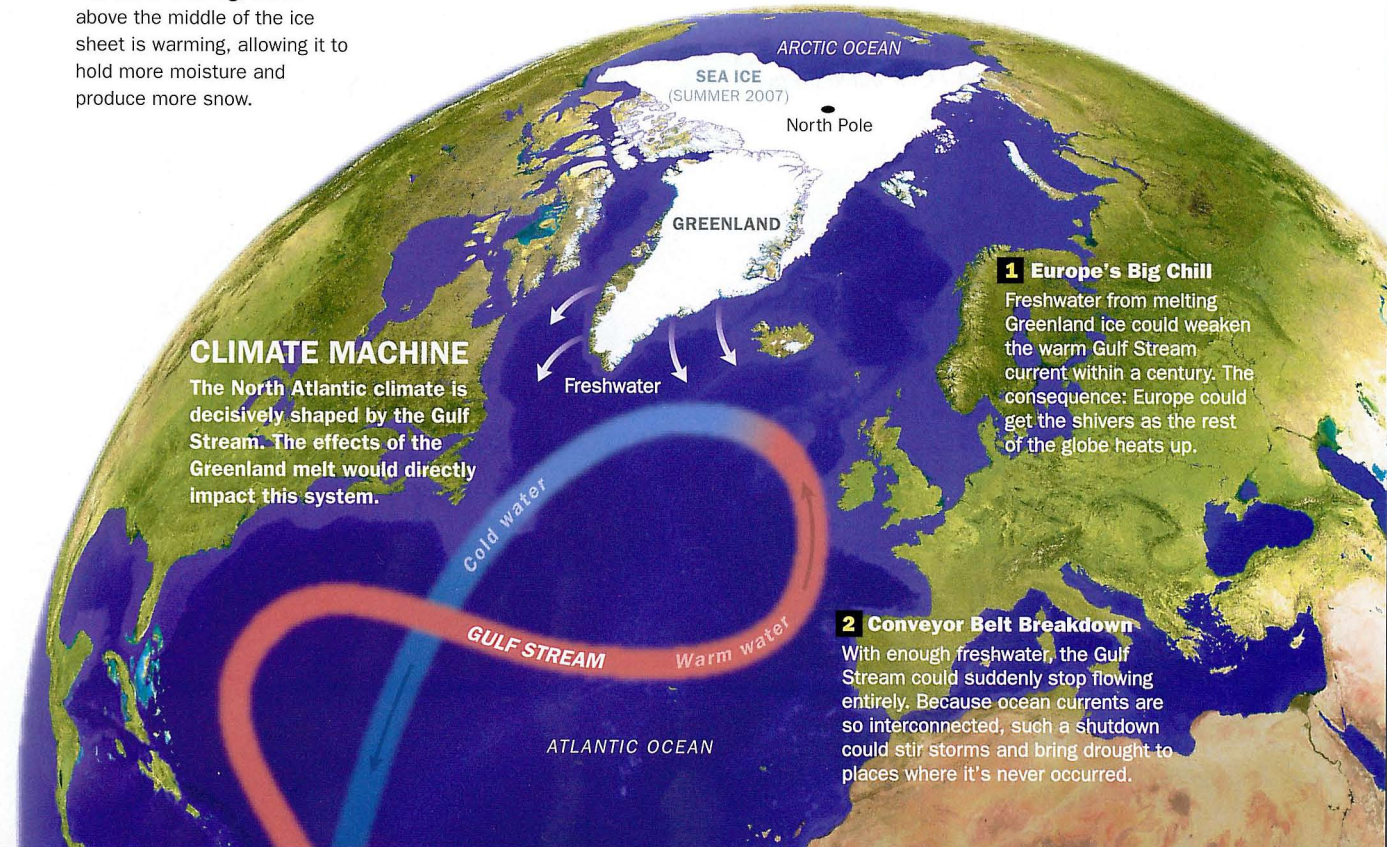 above the middle of the ice
sheet is warming, allowing it to
hold more moisture and
produce more snow.
ARCTIC OCEAN
SEA ICE
(SUMMER 2007)
North Pole
GREENLAND
Freshwater
CLIMATE MACHINE
The North Atlantic climate is
decisively shaped by the Gulf
Stream. The effects of the
Greenland melt would directly
impact this system.
1 Europe's Big Chill
Freshwater from melting
Greenland ice could weaken
the warm Gulf Stream
current within a century. The
consequence: Europe could
get the shivers as the rest
of the globe heats up.
Cold water
GULF STREAM
Warm water
2 Conveyor Belt Breakdown
With enough freshwater, the Gulf
Stream could suddenly stop flowing
entirely. Because ocean currents are
so interconnected, such a shutdown
could stir storms and bring drought to
places where it's never occurred.
ATLANTIC OCEAN